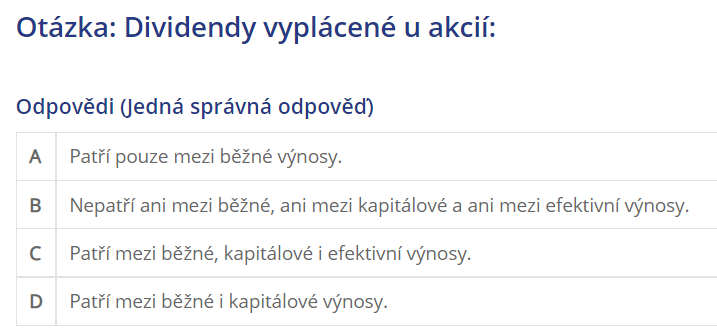 Otázka: Dividendy vyplácené u akcií:
Odpovědi (Jedná správná odpověď)
A Patří pouze mezi běžné výnosy.
B Nepatří ani mezi běžné, ani mezi kapitálové a ani mezi efektivní výnosy.
C Patří mezi běžné, kapitálové i efektivní výnosy.
D Patří mezi běžné i kapitálové výnosy.